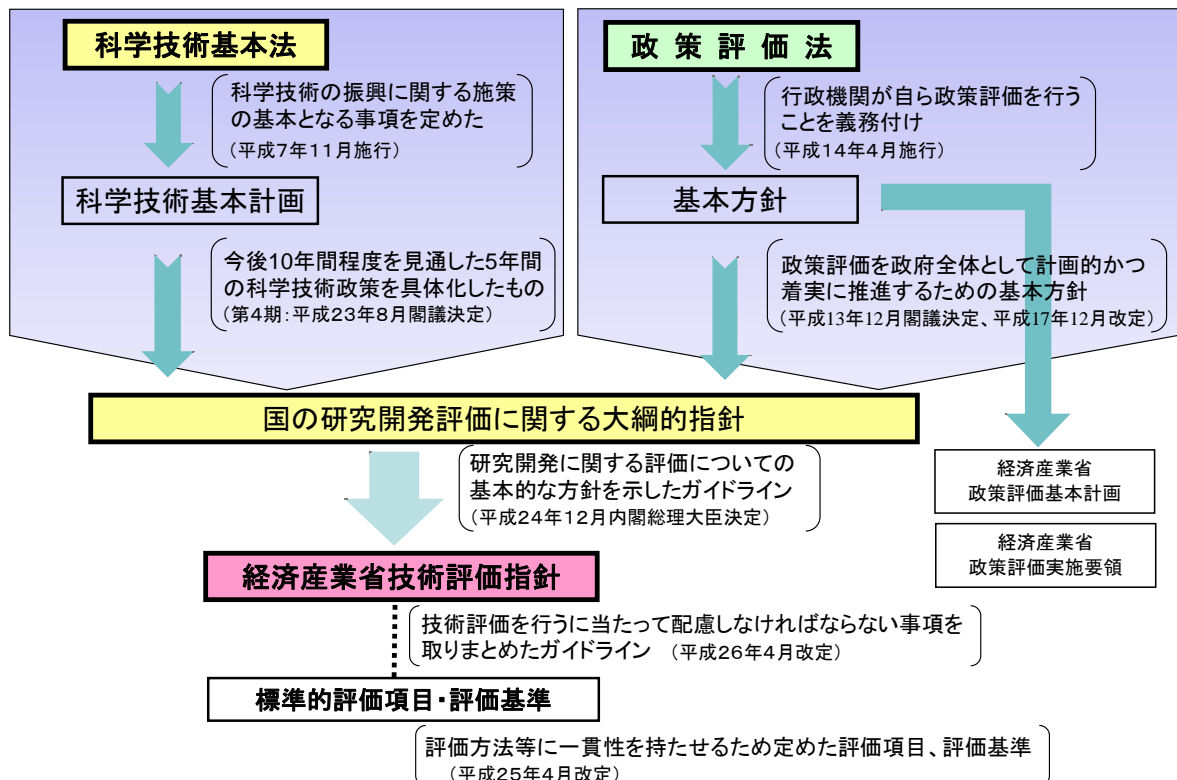 科学技術基本法
科学技術の振興に関する施策
の基本となる事項を定めた
（平成7年11月施行）
科学技術基本計画
今後10年間程度を見通した5年間
の科学技術政策を具体化したもの
（第4期：平成23年8月閣議決定）
政策評価法
行政機関が自ら政策評価を行う
ことを義務付け
（平成14年4月施行）
基本方針
政策評価を政府全体として計画的かつ
着実に推進するための基本方針
（平成13年12月閣議決定、平成17年12月改定）
国の研究開発評価に関する大綱的指針
研究開発に関する評価についての
基本的な方針を示したガイドライン
（平成24年12月内閣総理大臣決定）
経済産業省
政策評価基本計画
経済産業省
政策評価実施要領
経済産業省技術評価指針
技術評価を行うに当たって配慮しなければならない事項を
取りまとめたガイドライン （平成26年4月改定）
標準的評価項目・評価基準
評価方法等に一貫性を持たせるため定めた評価項目、評価基準
（平成25年4月改定）